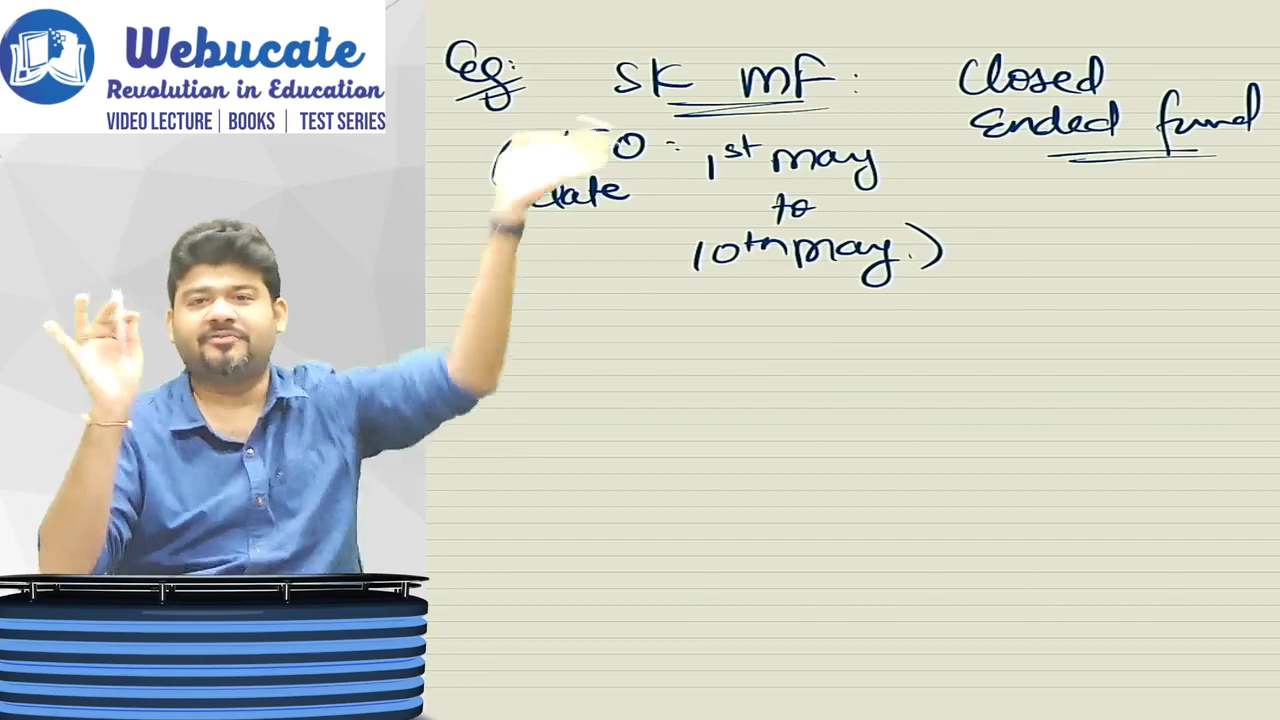 Webucate
Revolution in Education
VIDEO LECTURE | BOOKS | TEST SERIES
Eg:
SK MF :
Closed
Ended fund
1st May
to
10th May.)